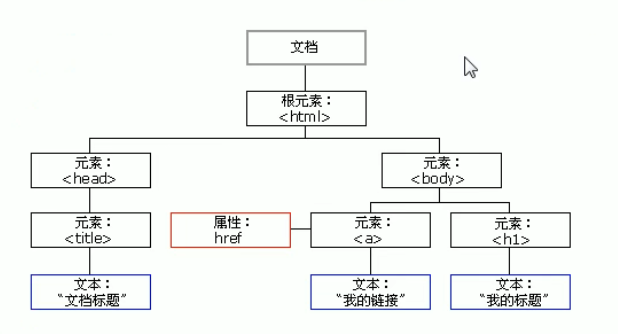 文档
根元素：
<html>
元素：
<head>
元素：
<body>
元素：
<title>
属性：
href
元素：
<a>
元素：
<h1>
文本：
“文档标题”
文本：
“我的链接”
文本：
“我的标题”